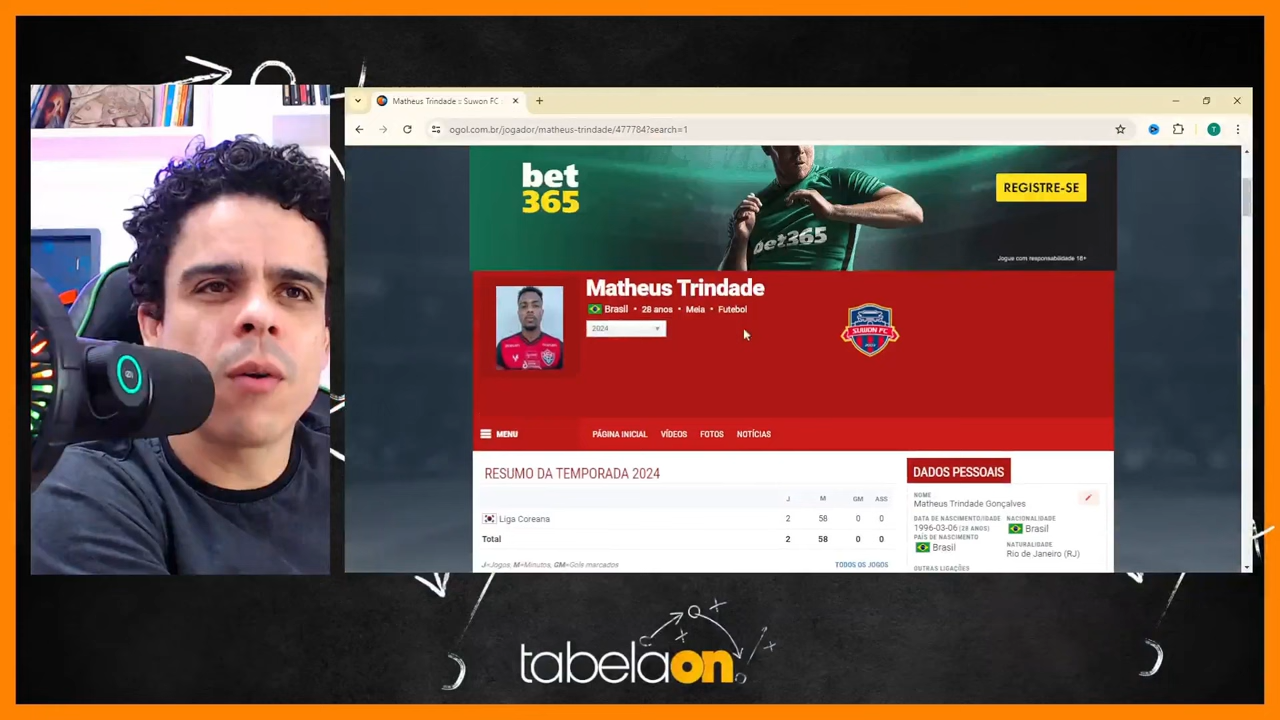 Matheus Trindade :: Suwon FC
ogol.com.br/jogador/matheus-trindade/477784?search=1
T
bet
365
bet365
REGISTRE-SE
Jogue com responsabilidade 18+
Matheus Trindade
Brasil • 28 anos • Meia • Futebol
2024
SUWON FC
MENU
PÁGINA INICIAL VÍDEOS FOTOS NOTÍCIAS
RESUMO DA TEMPORADA 2024
J M GM ASS
Liga Coreana 2 58 0 0
Total 2 58 0 0
J=Jogos, M=Minutos, GM=Gols marcados
TODOS OS JOGOS
DADOS PESSOAIS
NOME
Matheus Trindade Gonçalves
DATA DE NASCIMENTO/IDADE
1996-03-06 (28 ANOS)
NACIONALIDADE
Brasil
PAÍS DE NASCIMENTO
Brasil
NATURALIDADE
Rio de Janeiro (RJ)
OUTRAS LIGAÇÕES
tabelaon